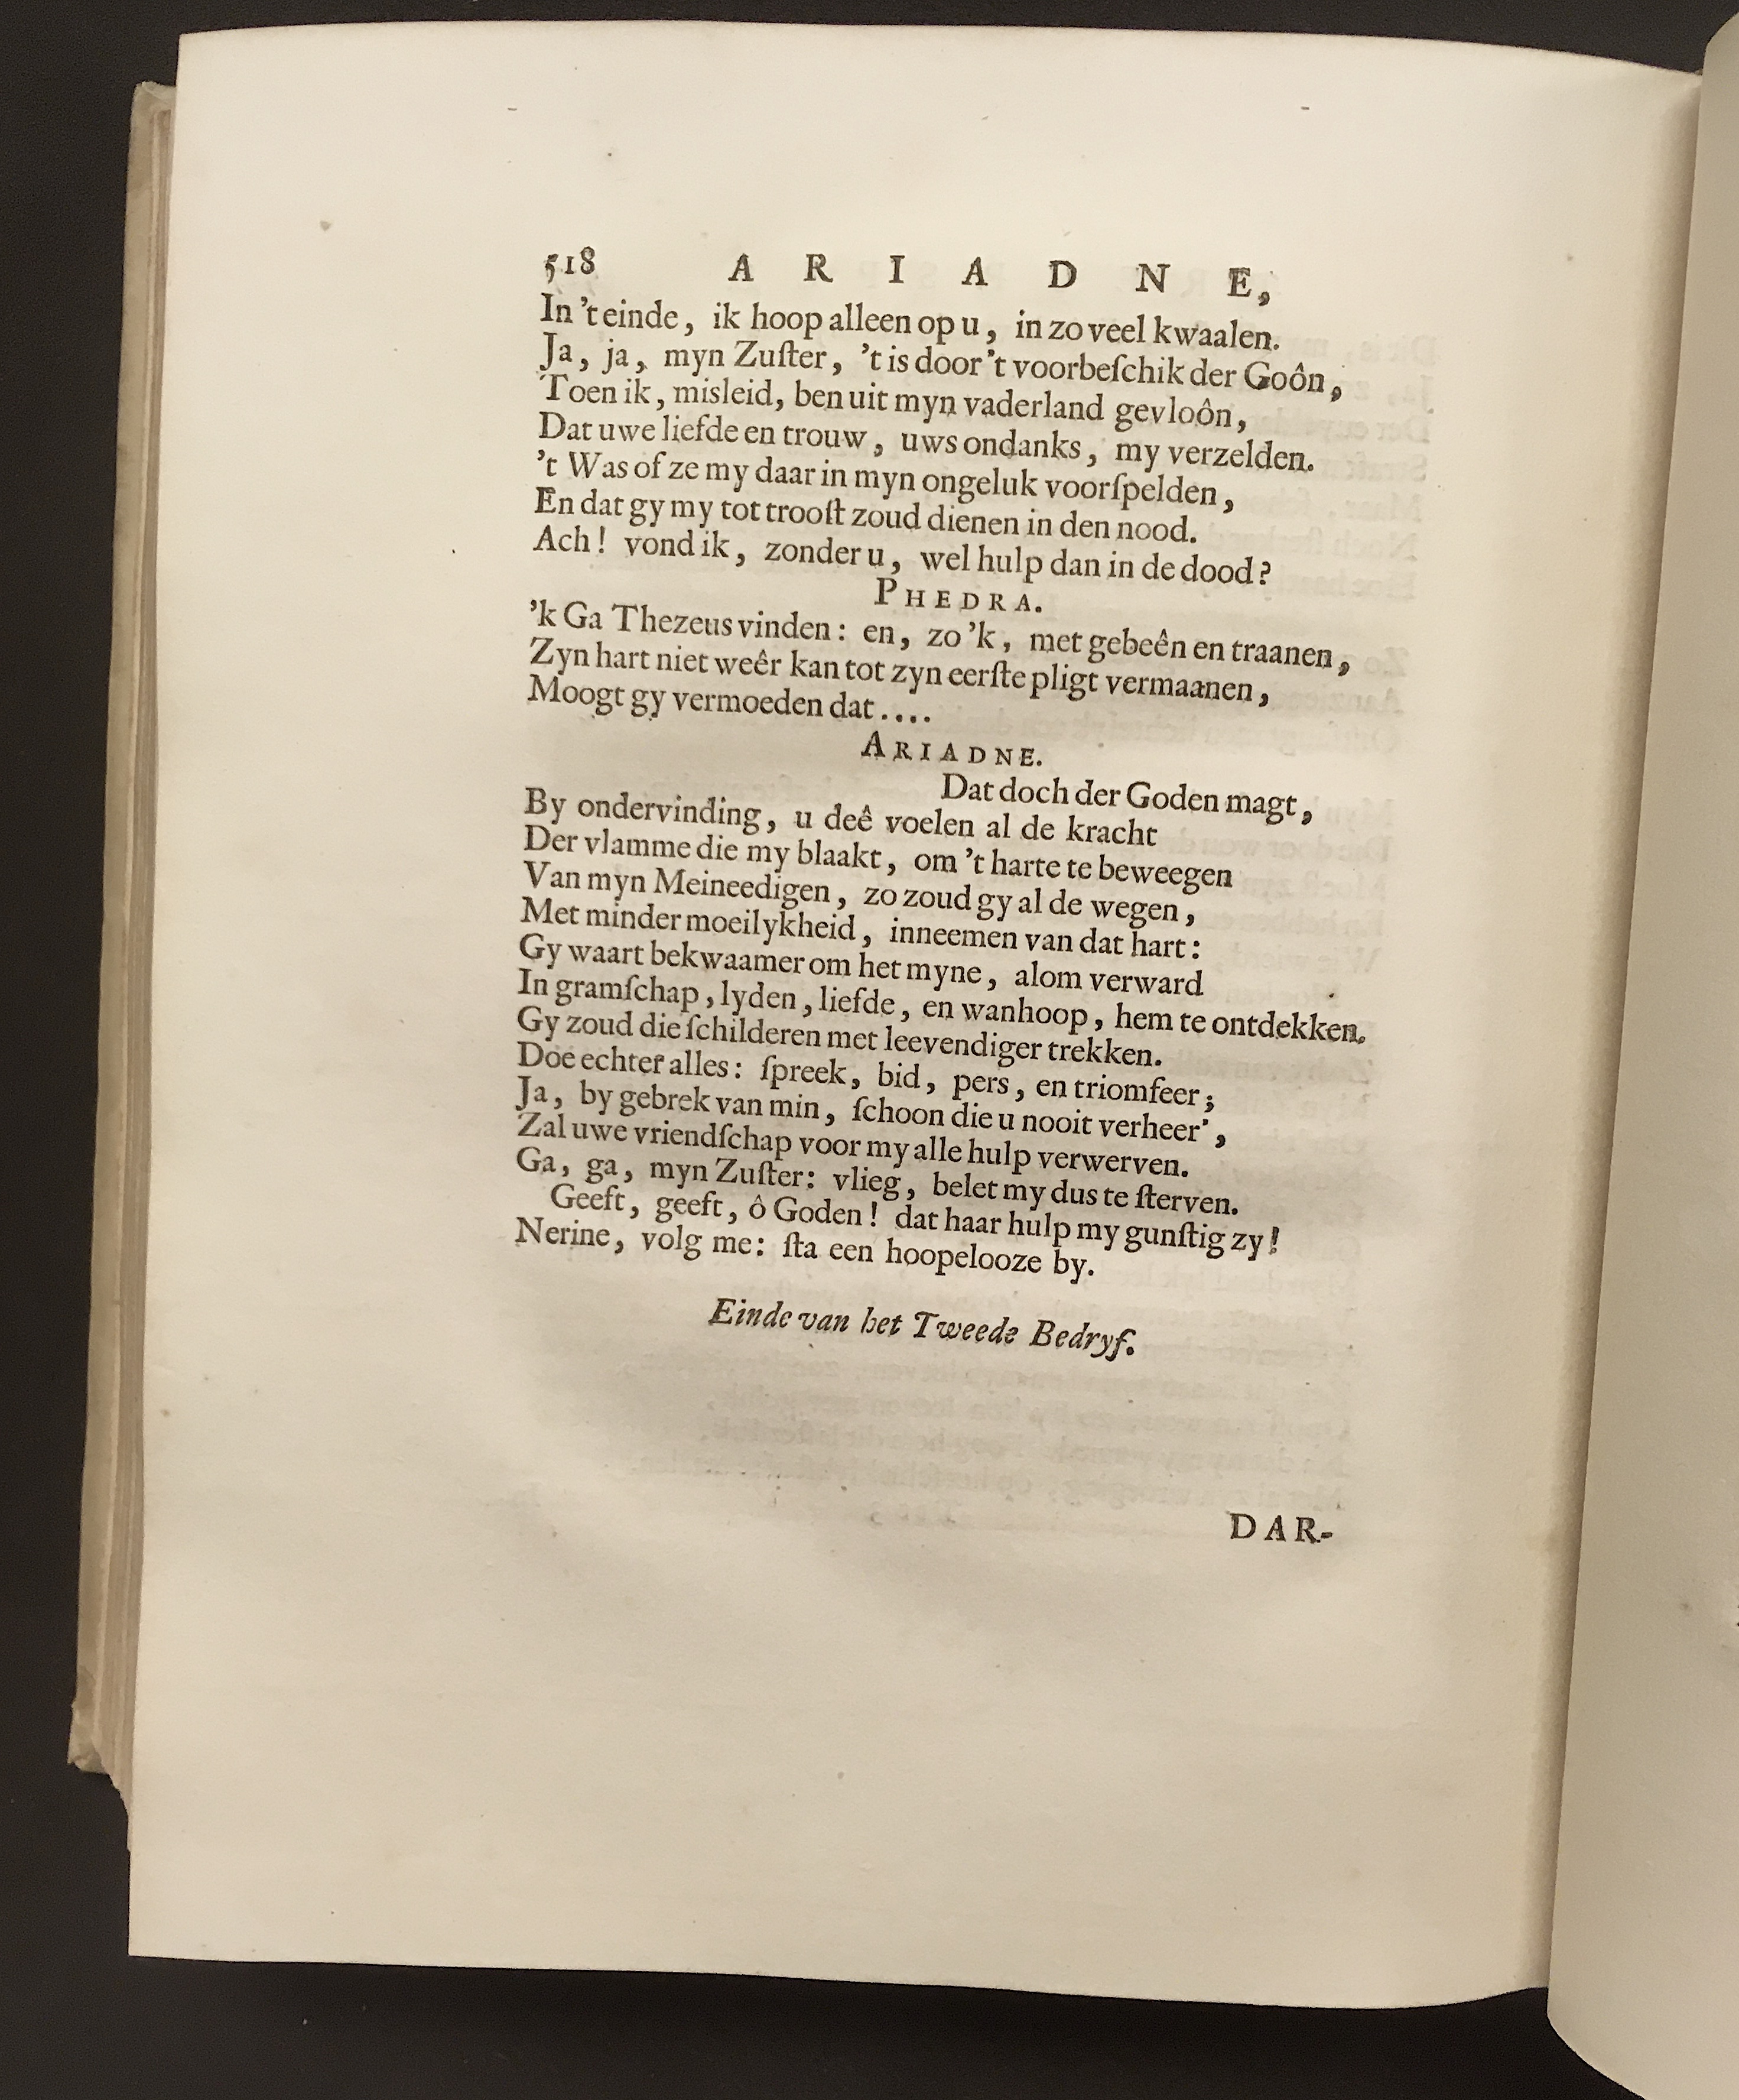 518 A R I A D N E,
In 't einde, ik hoop alleen op u, in zo veel kwaalen.
Ja, ja, myn Zuſter, 't is door 't voorbeſchik der Goôn,
Toen ik, misleid, ben uit myn vaderland gevloôn,
Dat uwe liefde en trouw, uws ondanks, my verzelden.
't Was of ze my daar in myn ongeluk voorſpelden,
En dat gy my tot trooſt zoud dienen in den nood.
Ach! vond ik, zonder u, wel hulp dan in de dood?
PHEDRA.
'k Ga Thezeus vinden: en, zo 'k, met gebeên en traanen,
Zyn hart niet weêr kan tot zyn eerſte pligt vermaanen,
Moogt gy vermoeden dat....
ARIADNE.
Dat doch der Goden magt,
By ondervinding, u deê voelen al de kracht
Der vlamme die my blaakt, om 't harte te beweegen
Van myn Meineedigen, zo zoud gy al de wegen,
Met minder moeilykheid, inneemen van dat hart:
Gy waart bekwaamer om het myne, alom verward
In gramſchap, lyden, liefde, en wanhoop, hem te ontdekken.
Gy zoud die ſchilderen met leevendiger trekken.
Doe echter alles: ſpreek, bid, pers, en triomfeer;
Ja, by gebrek van min, ſchoon die u nooit verheer',
Zal uwe vriendſchap voor my alle hulp verwerven.
Ga, ga, myn Zuſter: vlieg, belet my dus te ſterven.
Geeft, geeft, ô Goden! dat haar hulp my gunſtig zy!
Nerine, volg me: ſta een hoopelooze by.
Einde van het Tweede Bedryf.
DAR-